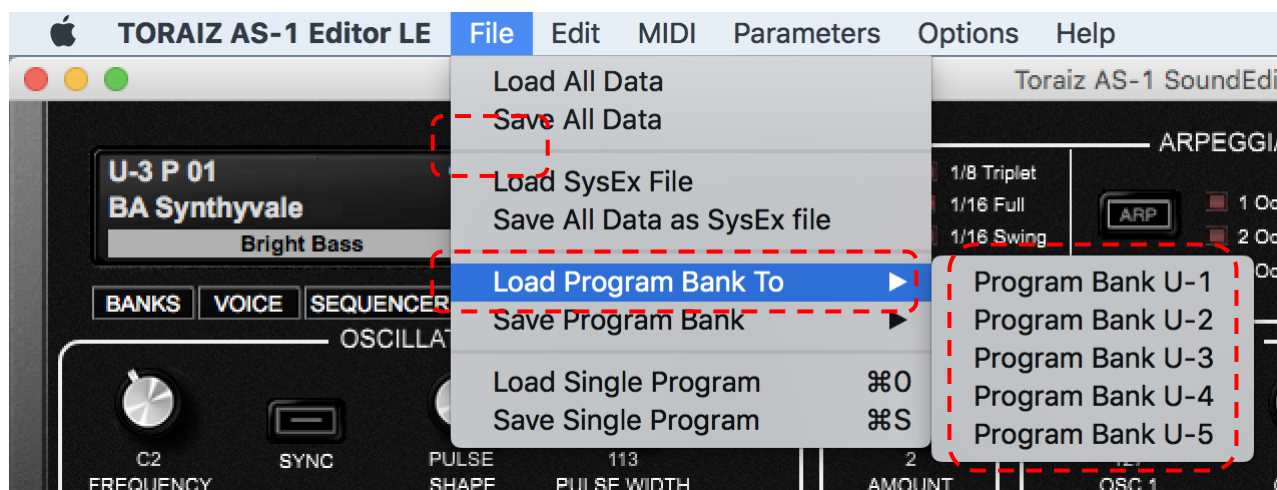 TORAIZ AS-1 Editor LE File Edit MIDI Parameters Options Help
Toraiz AS-1
Load All Data
Save All Data
Load SysEx File
Save All Data as SysEx file
Load Program Bank To
Save Program Bank
Load Single Program ⌘O
Save Single Program ⌘S
Program Bank U-1
Program Bank U-2
Program Bank U-3
Program Bank U-4
Program Bank U-5
U-3 P 01
BA Synthyvale
Bright Bass
BANKS VOICE SEQUENCER
1/8 Triplet
1/16 Full
1/16 Swing
ARP
1
2
C2 SYNC PULSE 113 2
FREQUENCY SHAPE PULSE WIDTH AMOUNT OSC 1